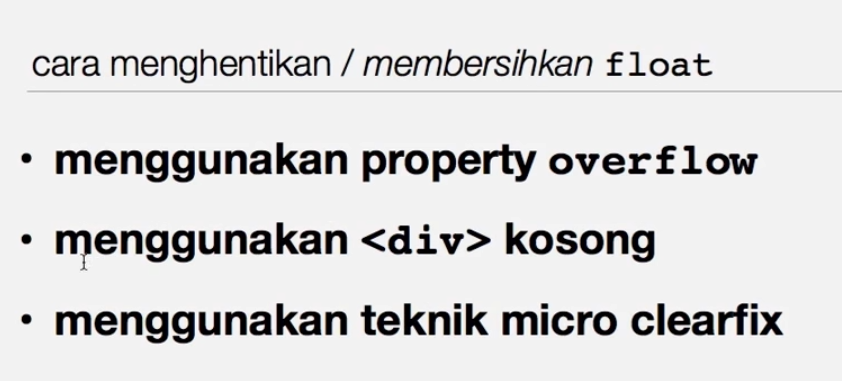 cara menghentikan / membersihkan float
• menggunakan property overflow
• menggunakan <div> kosong
• menggunakan teknik micro clearfix